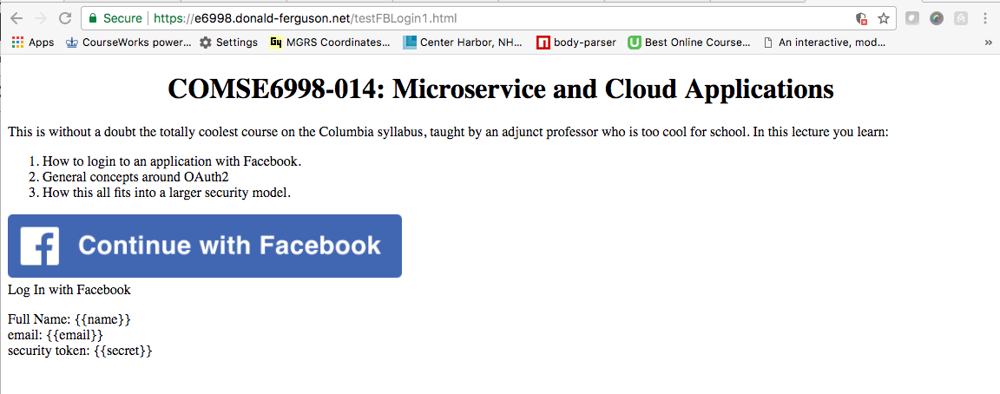 Secure https://e6998.donald-ferguson.net/testFBLogin1.html
Apps CourseWorks power... Settings G4 MGRS Coordinates... Center Harbor, NH... body-parser Best Online Course... An interactive, mod... »
COMSE6998-014: Microservice and Cloud Applications
This is without a doubt the totally coolest course on the Columbia syllabus, taught by an adjunct professor who is too cool for school. In this lecture you learn:
1. How to login to an application with Facebook.
2. General concepts around OAuth2
3. How this all fits into a larger security model.
Continue with Facebook
Log In with Facebook
Full Name: {{name}}
email: {{email}}
security token: {{secret}}